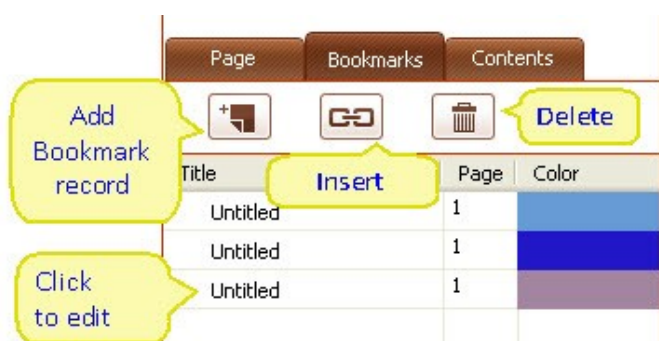 Page Bookmarks Contents
Add
Bookmark
record
Delete
Insert
Title Page Color
Untitled 1
Untitled 1
Untitled 1
Click
to edit